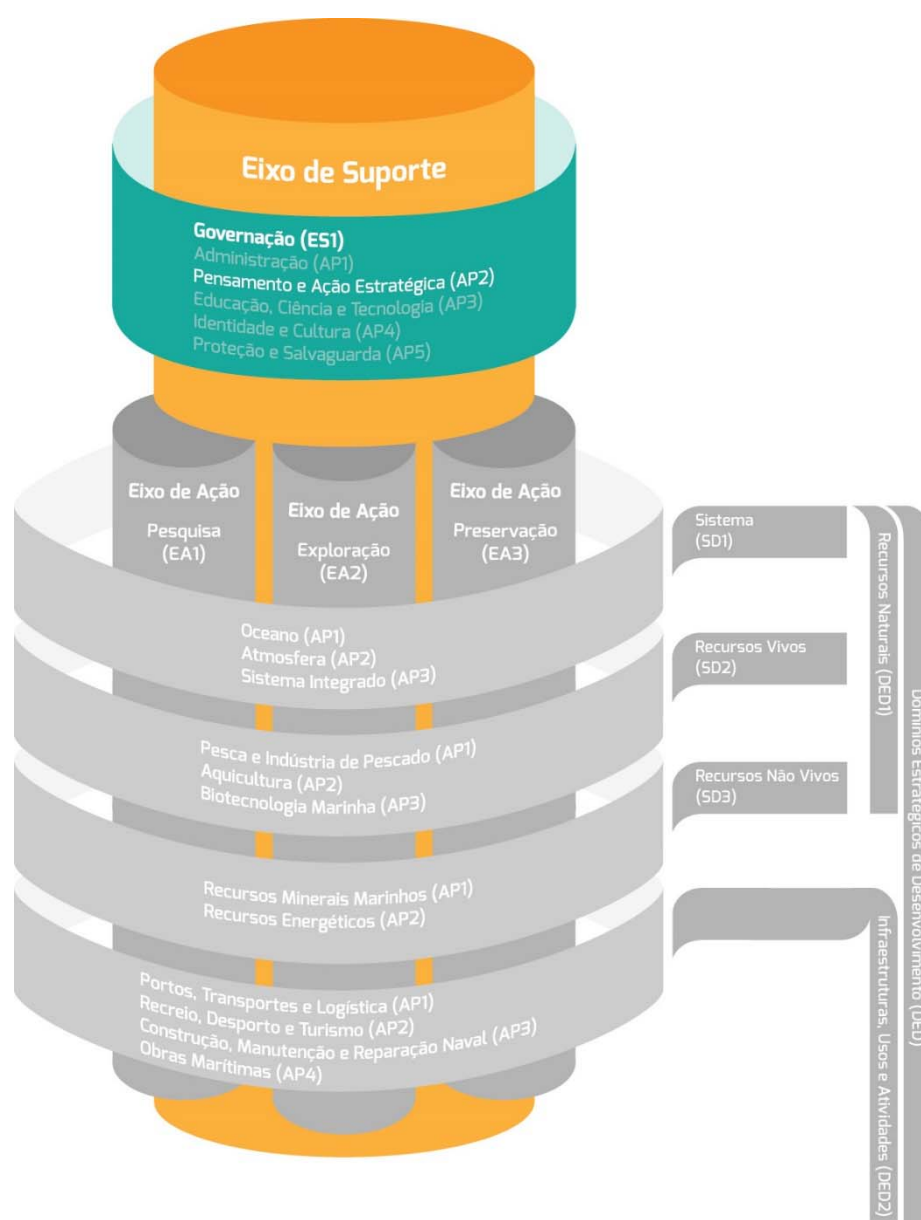 Eixo de Suporte
Governação (ES1)
Administração (AP1)
Pensamento e Ação Estratégica (AP2)
Educação, Ciência e Tecnologia (AP3)
Identidade e Cultura (AP4)
Proteção e Salvaguarda (AP5)
Eixo de Ação
Pesquisa
(EA1)
Eixo de Ação
Exploração
(EA2)
Eixo de Ação
Preservação
(EA3)
Oceano (AP1)
Atmosfera (AP2)
Sistema Integrado (AP3)
Sistema
(SD1)
Pesca e Indústria de Pescado (AP1)
Aquicultura (AP2)
Biotecnologia Marinha (AP3)
Recursos Vivos
(SD2)
Recursos Minerais Marinhos (AP1)
Recursos Energéticos (AP2)
Recursos Não Vivos
(SD3)
Portos, Transportes e Logística (AP1)
Recreio, Desporto e Turismo (AP2)
Construção, Manutenção e Reparação Naval (AP3)
Obras Marítimas (AP4)
Recursos Naturais (DED1)
Infraestruturas, Usos e Atividades (DED2)
Domínios Estratégicos de Desenvolvimento (DED)